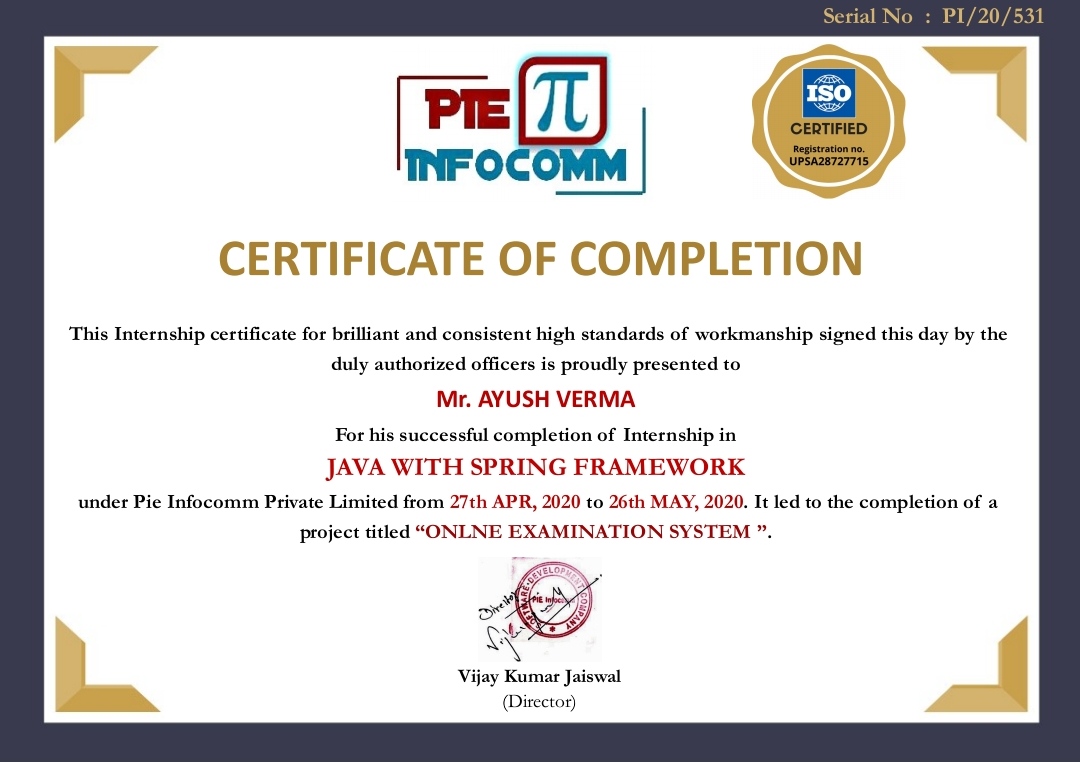 Serial No : PI/20/531
PIE π
INFOCOMM
ISO
CERTIFIED
Registration no.
UPSA28727715
CERTIFICATE OF COMPLETION
This Internship certificate for brilliant and consistent high standards of workmanship signed this day by the
duly authorized officers is proudly presented to
Mr. AYUSH VERMA
For his successful completion of Internship in
JAVA WITH SPRING FRAMEWORK
under Pie Infocomm Private Limited from 27th APR, 2020 to 26th MAY, 2020. It led to the completion of a
project titled “ONLNE EXAMINATION SYSTEM ”.
SOFTWARE-DEVELOPMENT COMPANY
PIE
Director
Vijay Kumar Jaiswal
(Director)